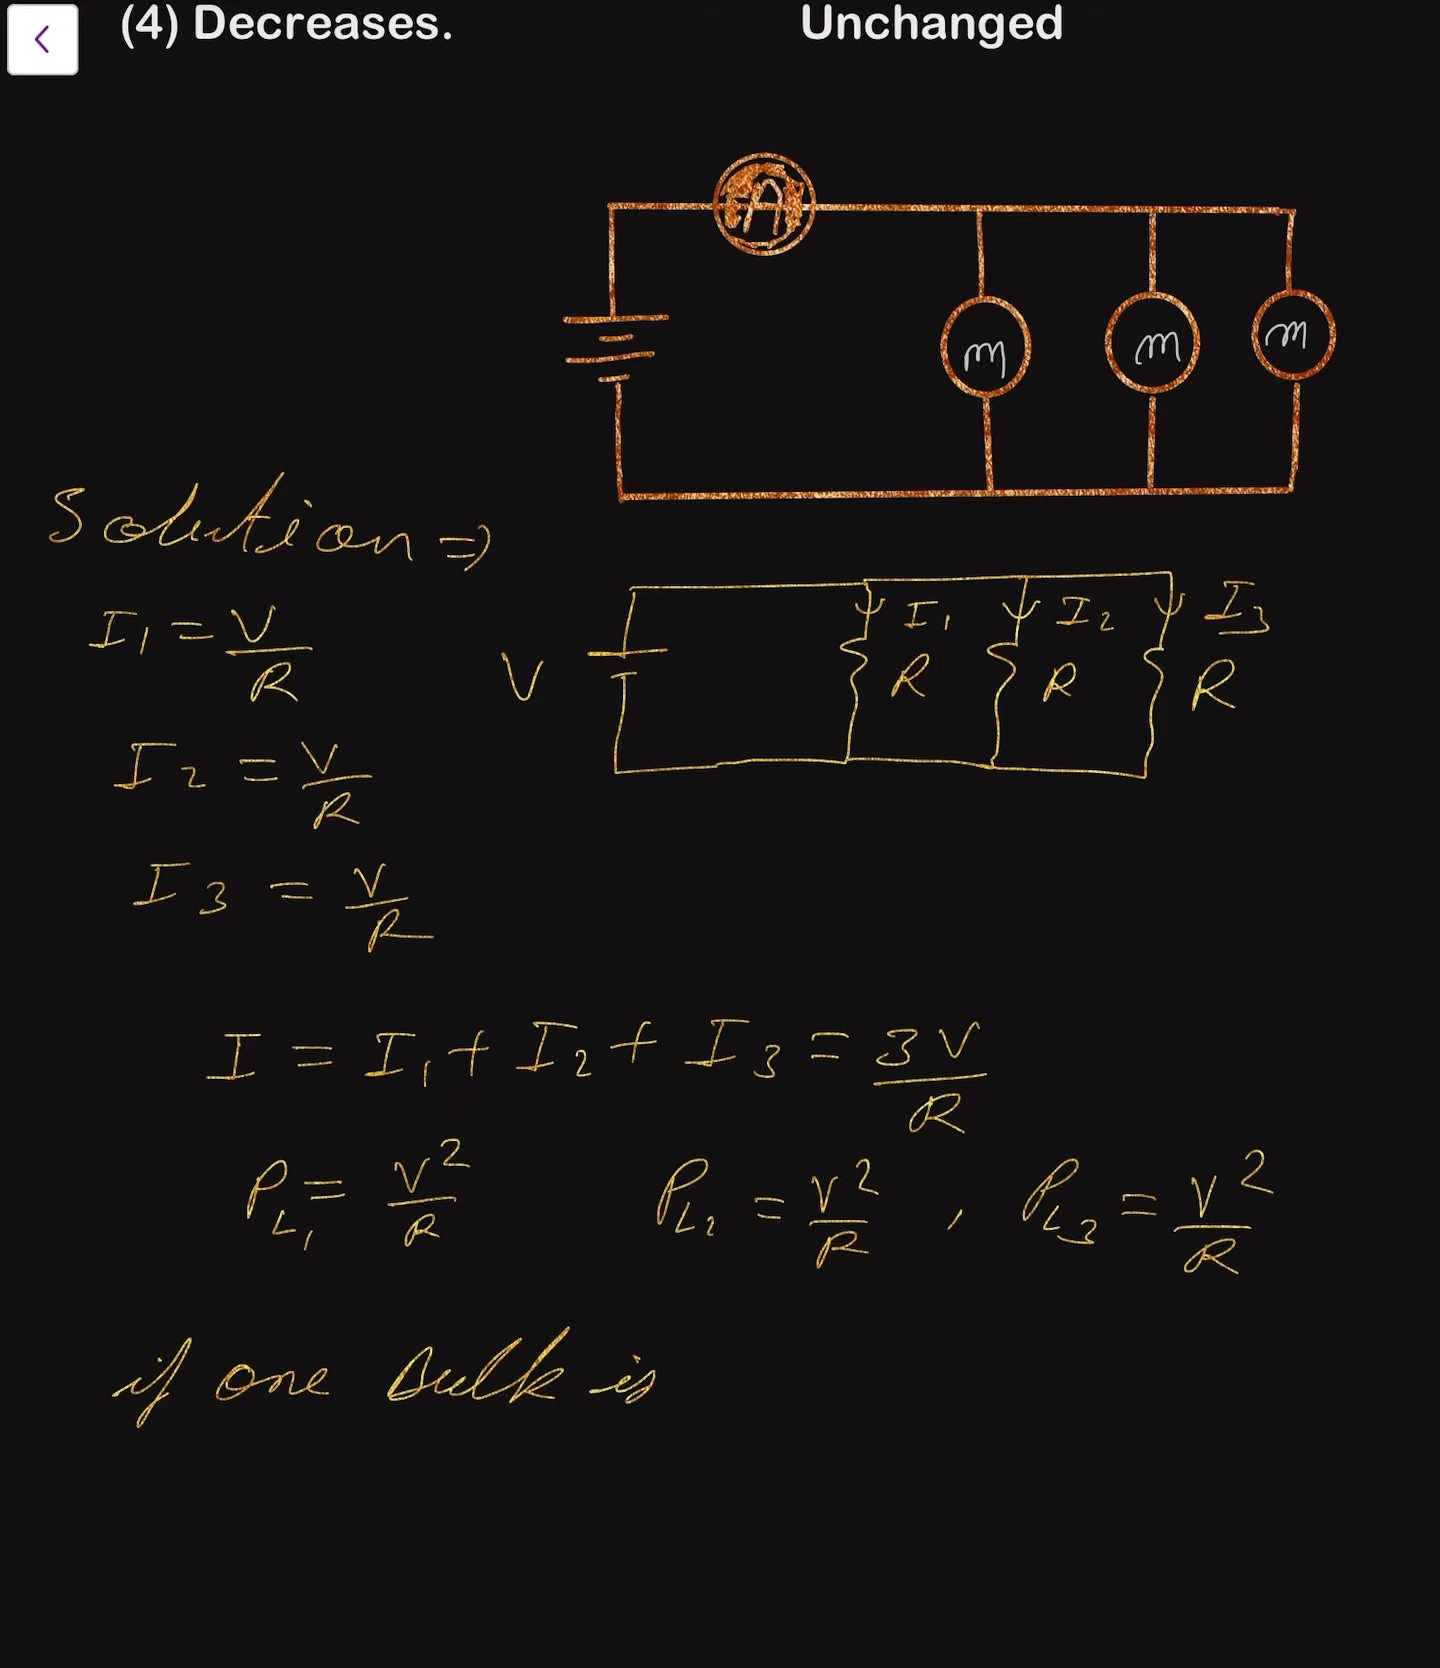 (4) Decreases. Unchanged
A
m m m
Solution ⇒
I₁ = V/R
V I₁ I₂ I₃
R R R
I₂ = V/R
I₃ = V/R
I = I₁ + I₂ + I₃ = 3V/R
P_L₁ = V²/R P_L₂ = V²/R , P_L₃ = V²/R
if one bulb is